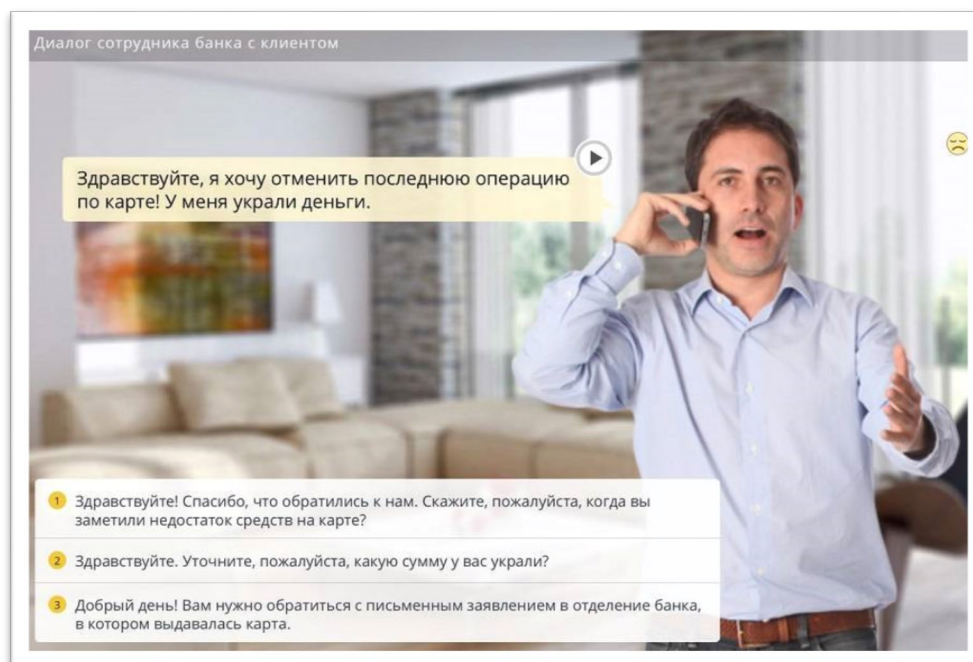 Диалог сотрудника банка с клиентом
Здравствуйте, я хочу отменить последнюю операцию
по карте! У меня украли деньги.
1 Здравствуйте! Спасибо, что обратились к нам. Скажите, пожалуйста, когда вы
заметили недостаток средств на карте?
2 Здравствуйте. Уточните, пожалуйста, какую сумму у вас украли?
3 Добрый день! Вам нужно обратиться с письменным заявлением в отделение банка,
в котором выдавалась карта.